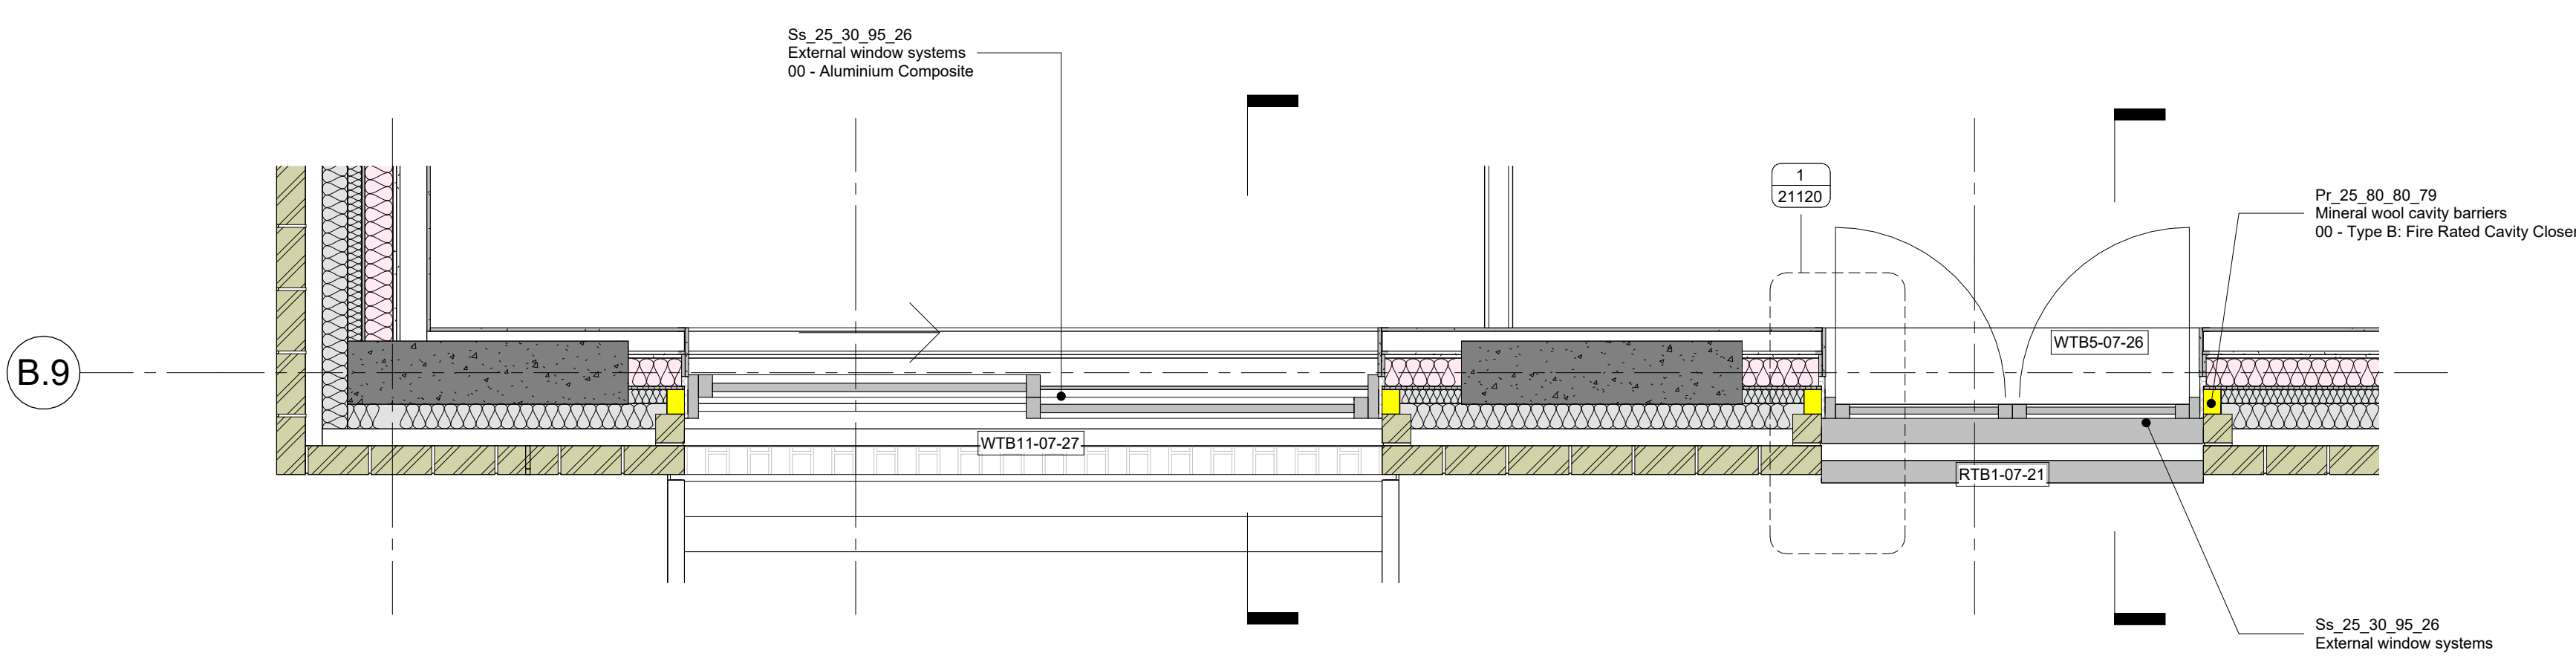 Ss_25_30_95_26
External window systems
00 - Aluminium Composite
1
21120
Pr_25_80_80_79
Mineral wool cavity barriers
00 - Type B: Fire Rated Cavity Closer
B.9
WTB5-07-26
WTB11-07-27
RTB1-07-21
Ss_25_30_95_26
External window systems